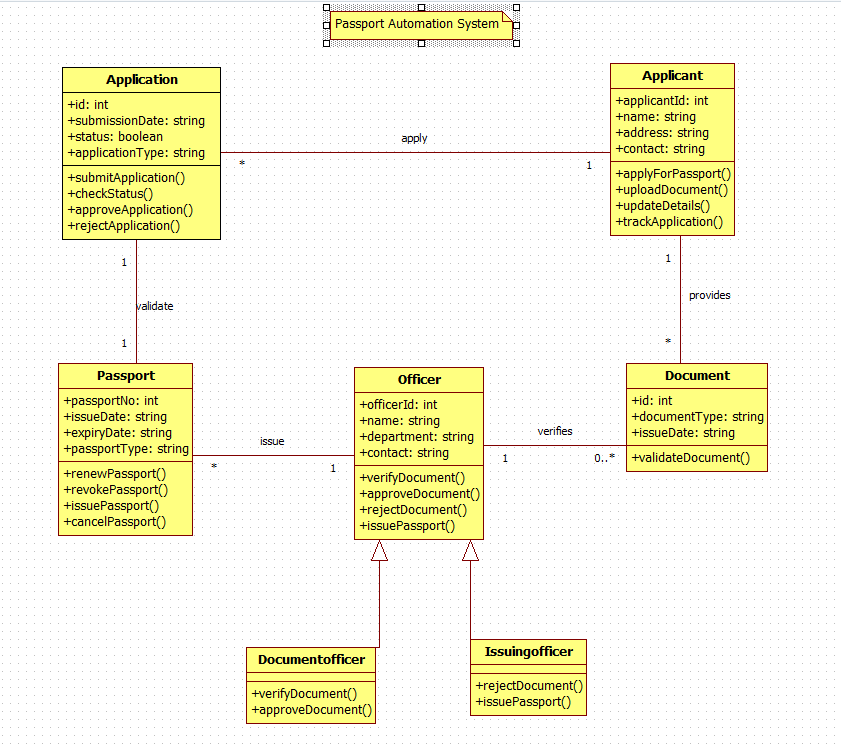 Passport Automation System
Application
+id: int
+submissionDate: string
+status: boolean
+applicationType: string
+submitApplication()
+checkStatus()
+approveApplication()
+rejectApplication()
apply
*
1
Applicant
+applicantId: int
+name: string
+address: string
+contact: string
+applyForPassport()
+uploadDocument()
+updateDetails()
+trackApplication()
1
validate
1
1
provides
*
Passport
+passportNo: int
+issueDate: string
+expiryDate: string
+passportType: string
+renewPassport()
+revokePassport()
+issuePassport()
+cancelPassport()
issue
*
1
Officer
+officerId: int
+name: string
+department: string
+contact: string
+verifyDocument()
+approveDocument()
+rejectDocument()
+issuePassport()
verifies
1
0..*
Document
+id: int
+documentType: string
+issueDate: string
+validateDocument()
Documentofficer
+verifyDocument()
+approveDocument()
Issuingofficer
+rejectDocument()
+issuePassport()